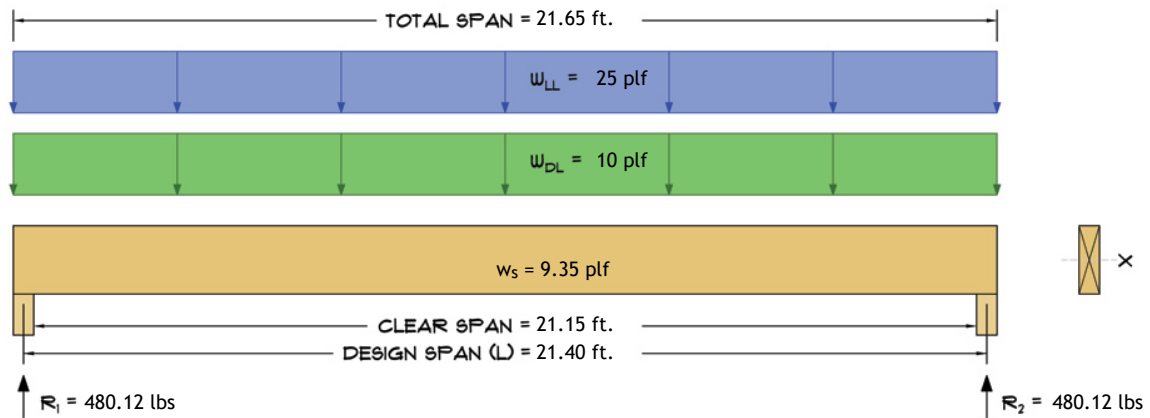 TOTAL SPAN = 21.65 ft.
WLL = 25 plf
WDL = 10 plf
ws = 9.35 plf
X
CLEAR SPAN = 21.15 ft.
DESIGN SPAN (L) = 21.40 ft.
R1 = 480.12 lbs
R2 = 480.12 lbs